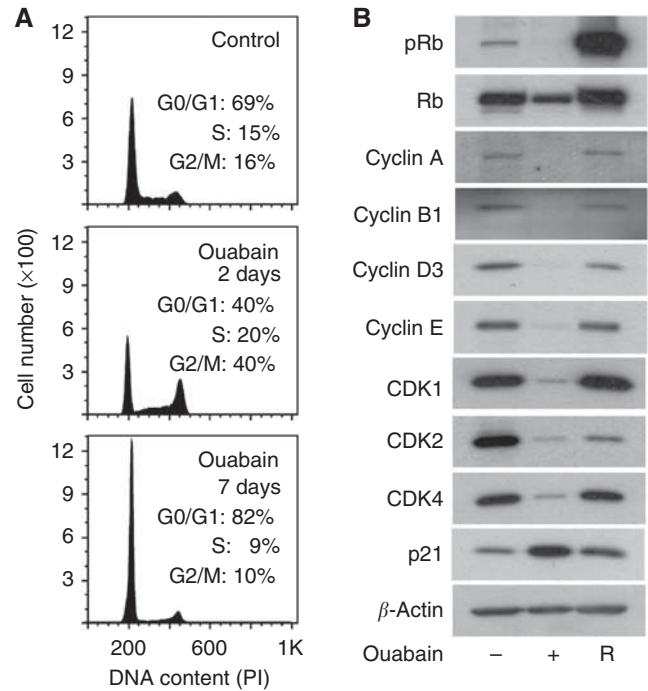 A
Cell number (×100)
12
9
6
3
Control
G0/G1: 69%
S: 15%
G2/M: 16%
12
9
6
3
Ouabain
2 days
G0/G1: 40%
S: 20%
G2/M: 40%
12
9
6
3
Ouabain
7 days
G0/G1: 82%
S: 9%
G2/M: 10%
200 600 1K
DNA content (PI)
B
pRb
Rb
Cyclin A
Cyclin B1
Cyclin D3
Cyclin E
CDK1
CDK2
CDK4
p21
β-Actin
Ouabain – + R